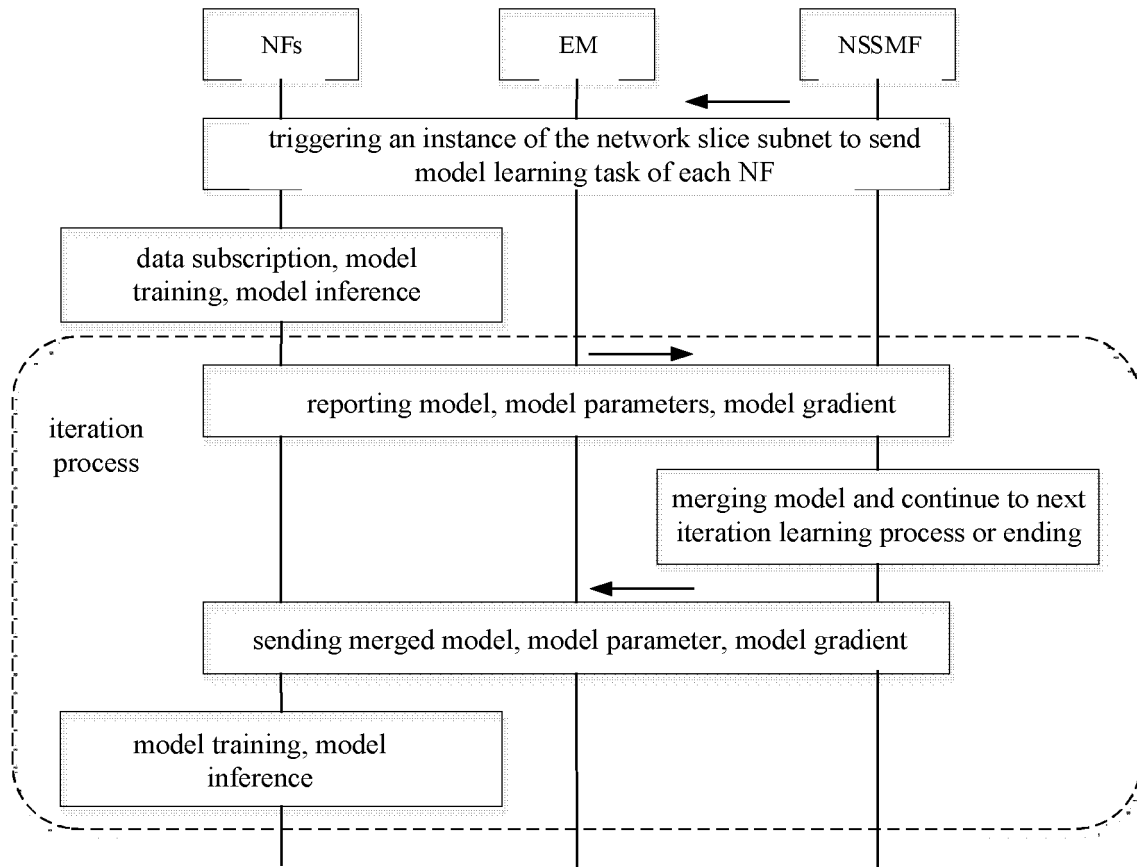 NFs
EM
NSSMF
triggering an instance of the network slice subnet to send
model learning task of each NF
data subscription, model
training, model inference
reporting model, model parameters, model gradient
iteration
process
merging model and continue to next
iteration learning process or ending
sending merged model, model parameter, model gradient
model training, model
inference